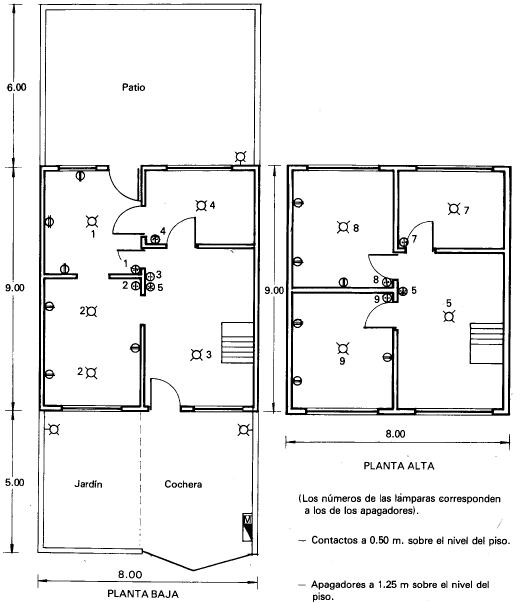 6.00
Patio
4
1
4
1
3
2
5
2
3
2
9.00
5.00
Jardín
Cochera
M
8.00
PLANTA BAJA
8
7
7
8
5
9
5
9
9.00
8.00
PLANTA ALTA
(Los números de las lámparas corresponden
a los de los apagadores).
— Contactos a 0.50 m. sobre el nivel del piso.
— Apagadores a 1.25 m sobre el nivel del
piso.